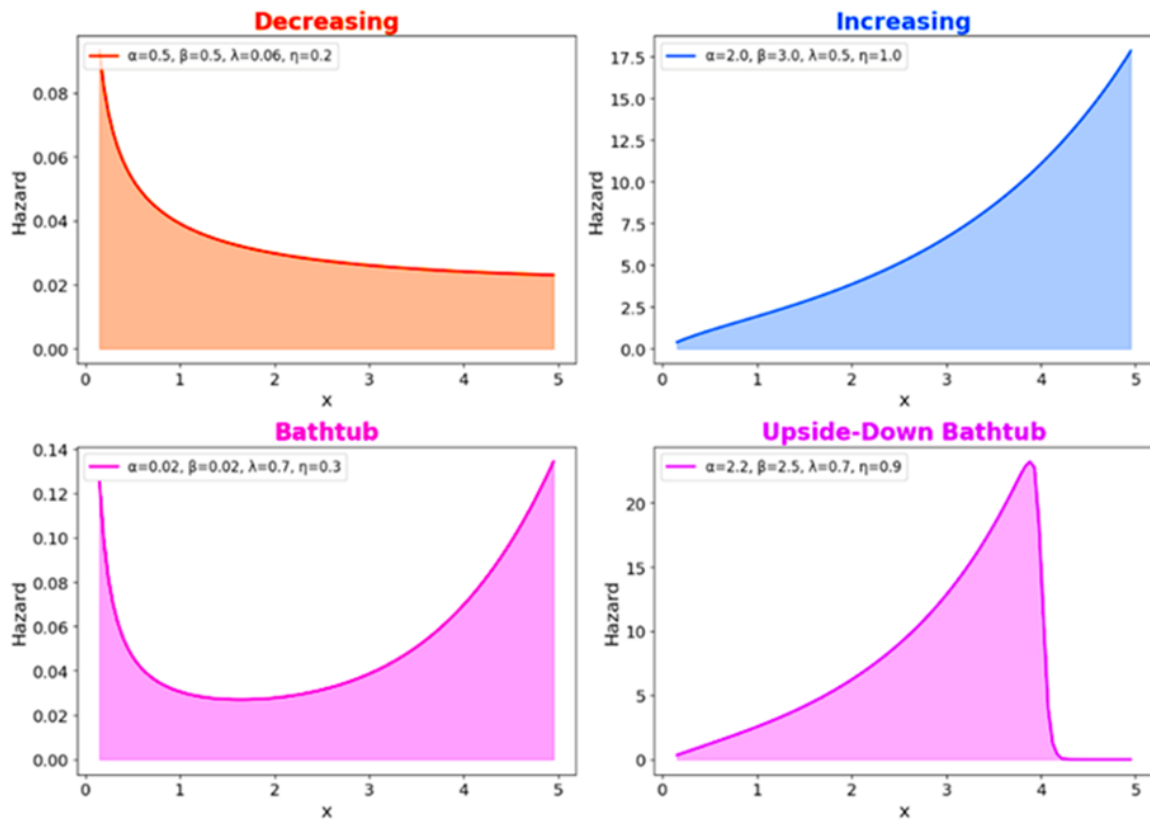 Decreasing
α=0.5, β=0.5, λ=0.06, η=0.2
Hazard
0.08
0.06
0.04
0.02
0.00
0 1 2 3 4 5
x
Increasing
α=2.0, β=3.0, λ=0.5, η=1.0
Hazard
17.5
15.0
12.5
10.0
7.5
5.0
2.5
0.0
0 1 2 3 4 5
x
Bathtub
α=0.02, β=0.02, λ=0.7, η=0.3
Hazard
0.14
0.12
0.10
0.08
0.06
0.04
0.02
0.00
0 1 2 3 4 5
x
Upside-Down Bathtub
α=2.2, β=2.5, λ=0.7, η=0.9
Hazard
20
15
10
5
0
0 1 2 3 4 5
x